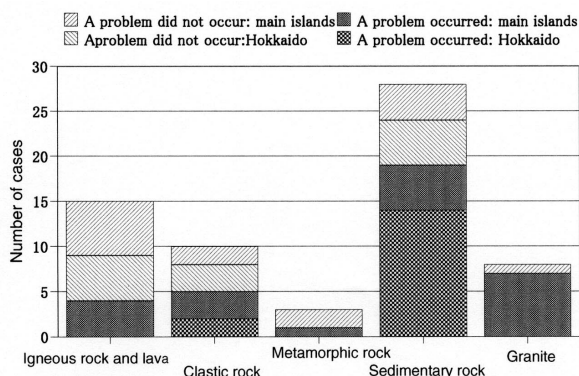 A problem did not occur: main islands
A problem occurred: main islands
Aproblem did not occur:Hokkaido
A problem occurred: Hokkaido
30
25
20
15
10
5
0
Number of cases
Igneous rock and lava
Clastic rock
Metamorphic rock
Sedimentary rock
Granite